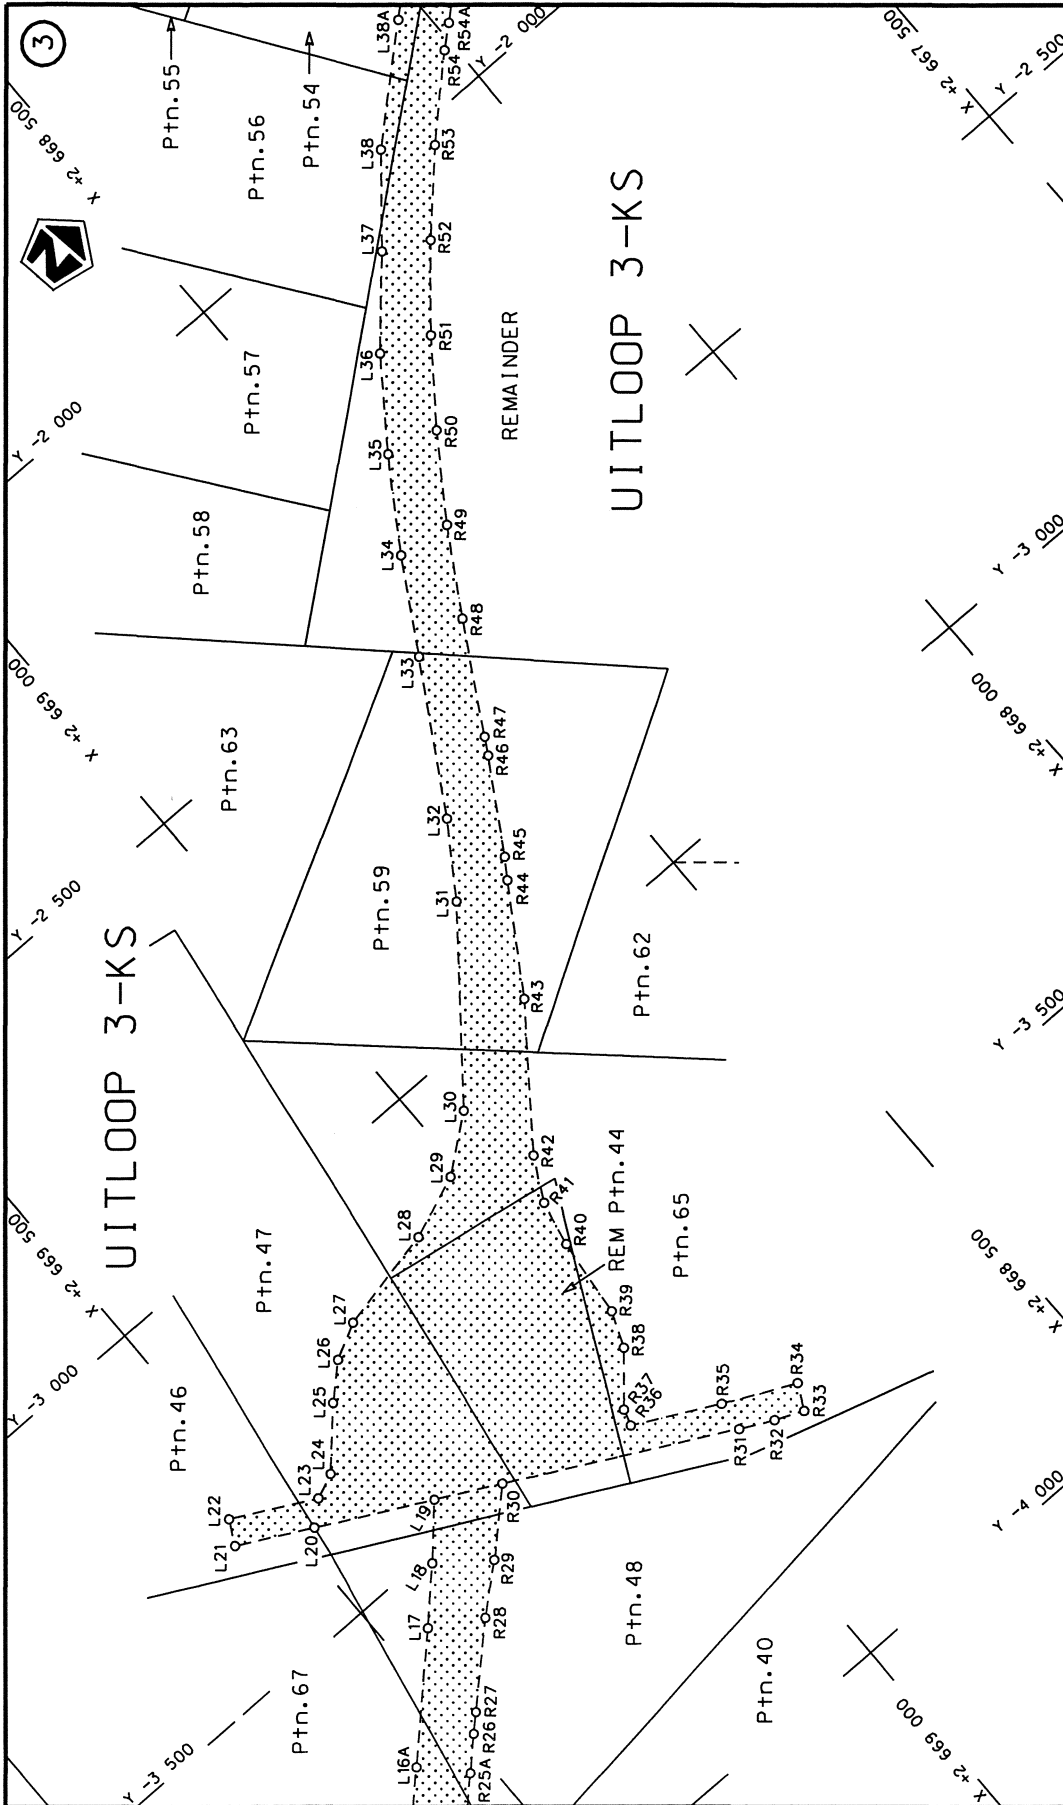 3
L38A
R54A
R54
Y -2 000
X +2 667 500
Y -2 500
Ptn.55
Ptn.54
Ptn.56
X +2 668 500
L38
R53
N
L37
R52
UITLOOP 3-KS
Ptn.57
L36
R51
REMAINDER
Y -2 000
L35
R50
Ptn.58
L34
R49
Y -3 000
L33
R48
X +2 669 000
X +2 668 000
Ptn.63
R47
R46
L32
R45
R44
Ptn.59
L31
Y -2 500
UITLOOP 3-KS
R43
Ptn.62
Y -3 500
L30
R42
L29
R41
REM Ptn.44
Ptn.65
L28
R40
Ptn.47
X +2 669 500
X +2 668 500
L27
R39
L26
R38
L25
R37
R36
R35
R34
R33
R32
R31
Y -3 000
Ptn.46
L24
L23
L22
L21
L20
L19
R30
Y -4 000
L18
R29
L17
R28
Ptn.48
Ptn.67
Ptn.40
R27
R26
L16A
R25A
Y -3 500
X +2 669 000